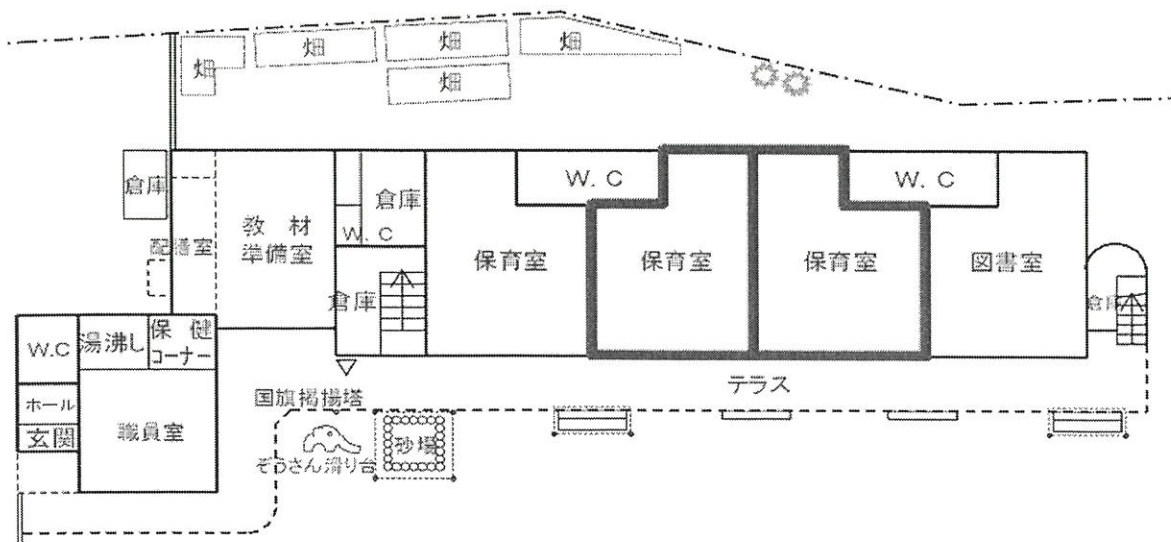 畑
畑
畑
畑
畑
倉庫
配膳室
教材
準備室
倉庫
W.C
倉庫
保育室
W.C
保育室
保育室
W.C
図書室
倉庫
W.C
湯沸し
保健
コーナー
ホール
玄関
職員室
国旗掲揚塔
ぞうさん滑り台
砂場
テラス